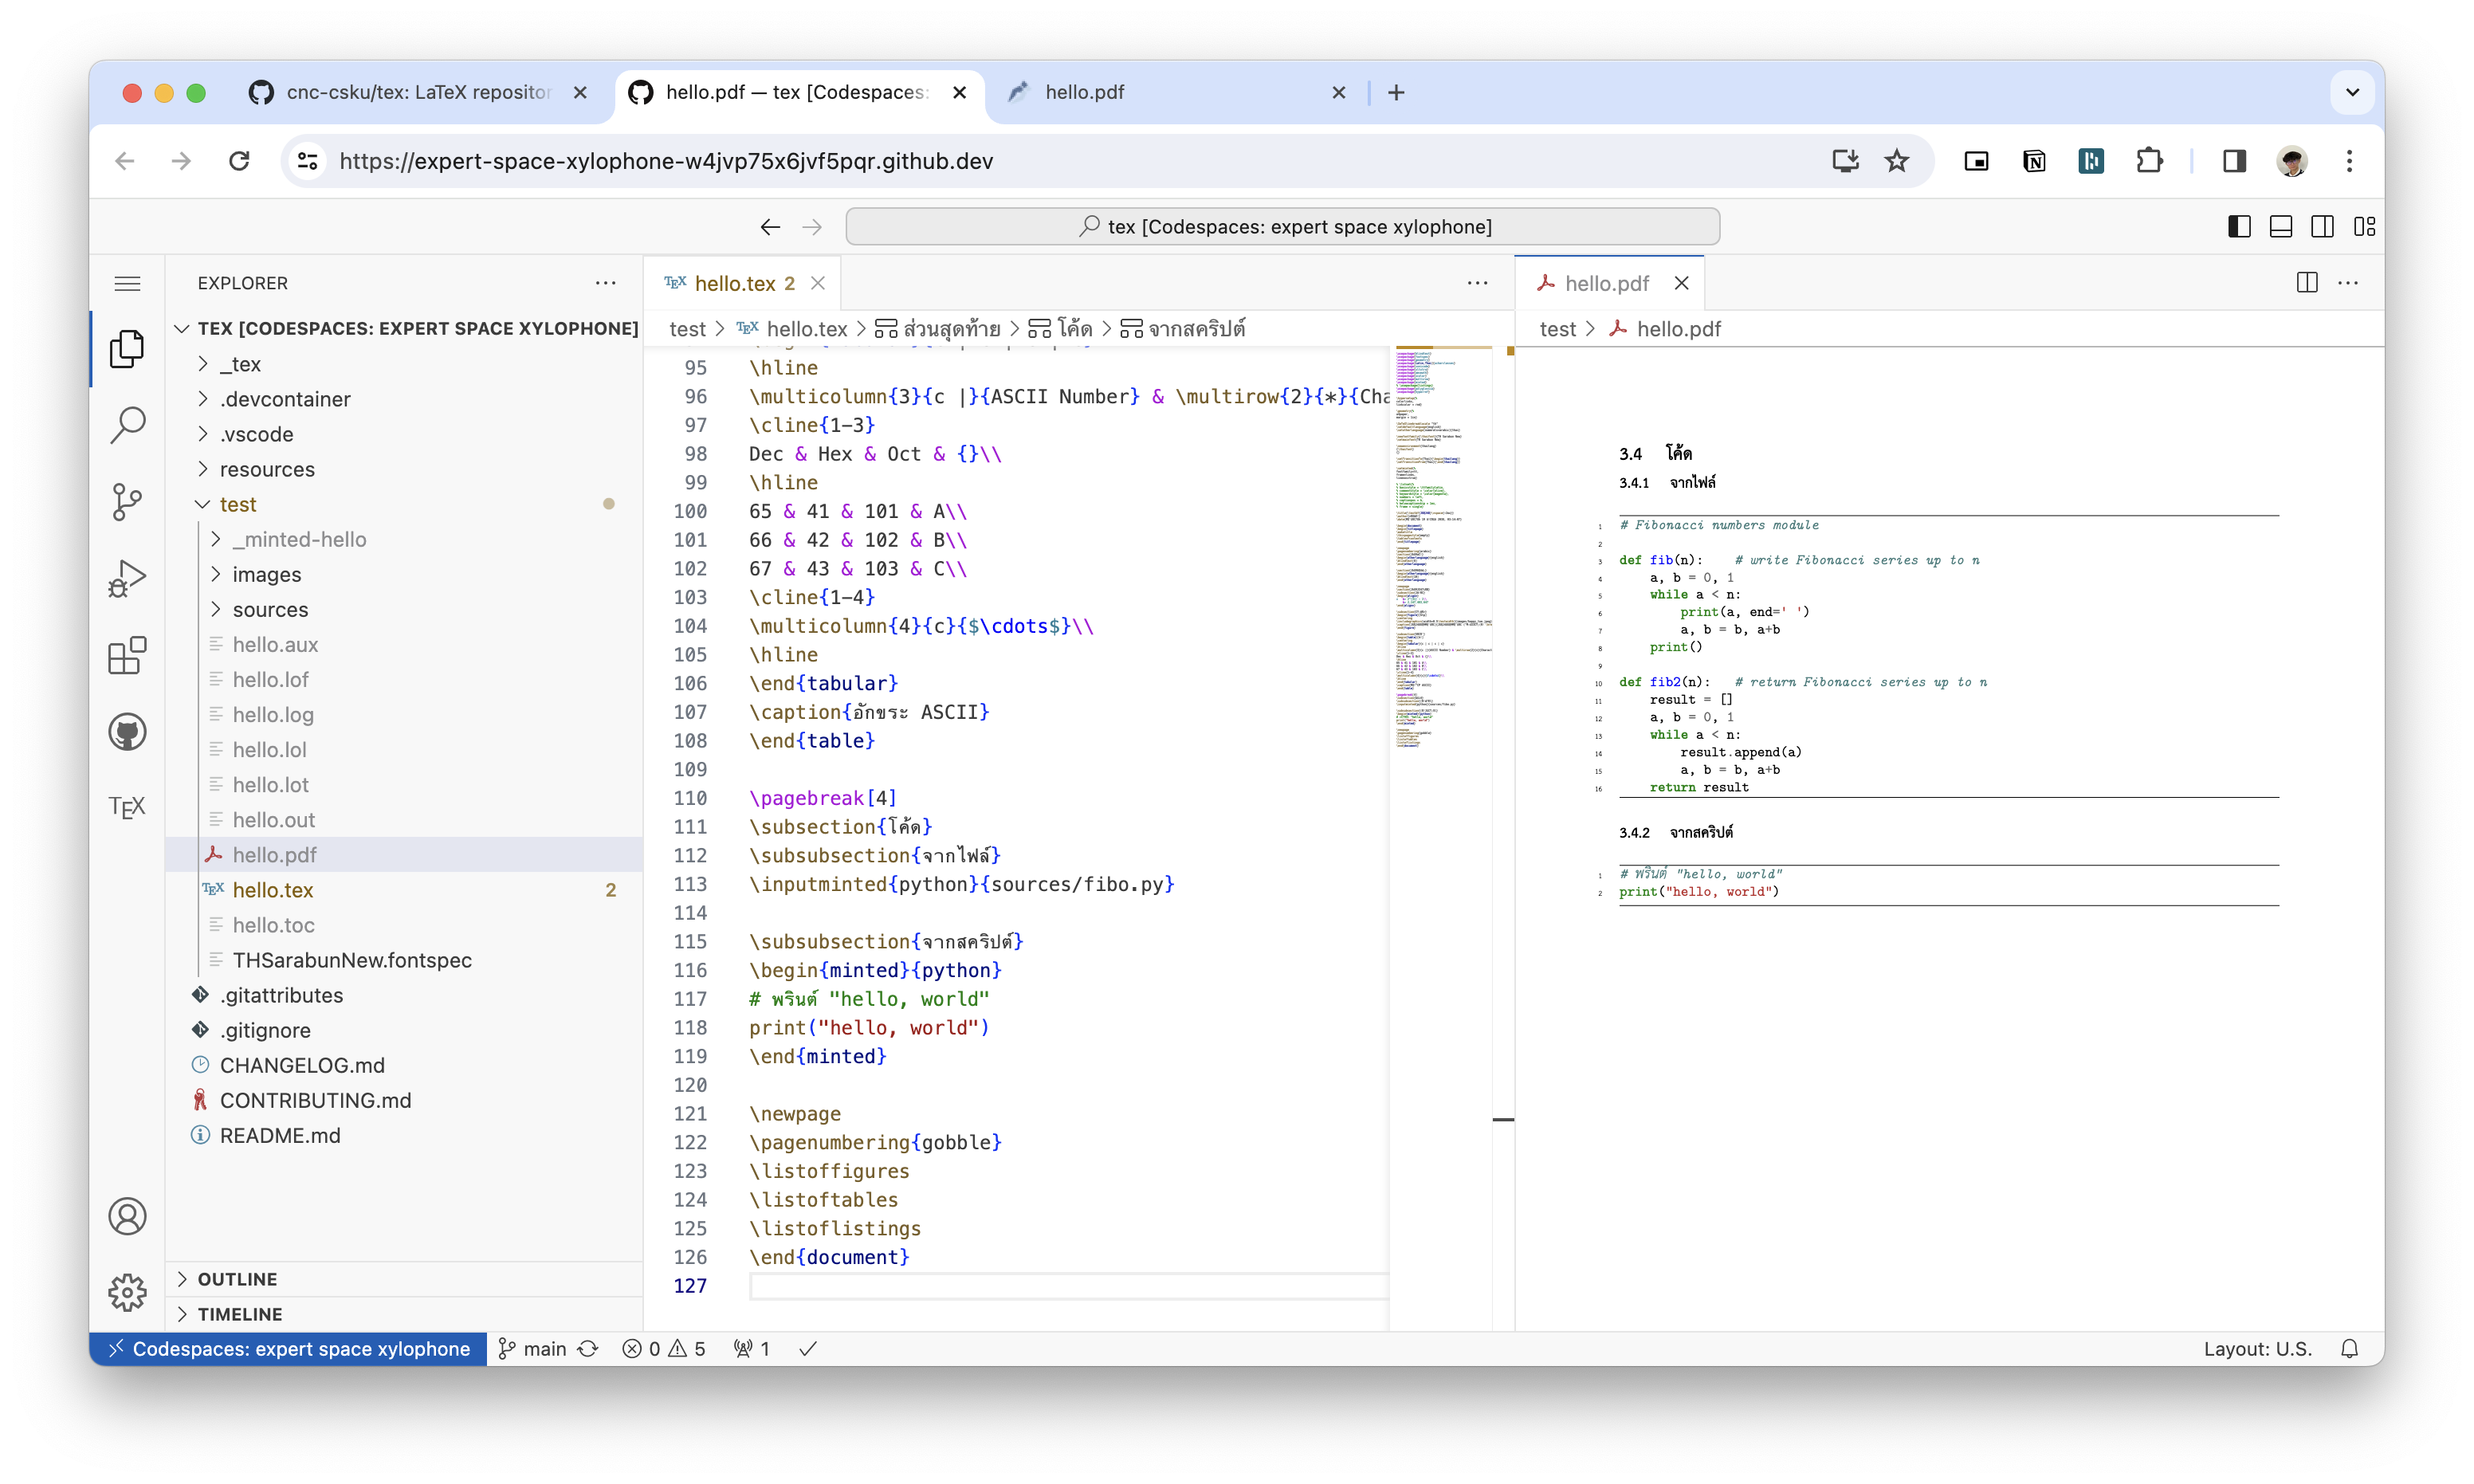 cnc-csku/tex: LaTeX repositor
hello.pdf — tex [Codespaces:
hello.pdf
https://expert-space-xylophone-w4jvp75x6jvf5pqr.github.dev
tex [Codespaces: expert space xylophone]
EXPLORER
TEX [CODESPACES: EXPERT SPACE XYLOPHONE]
_tex
.devcontainer
.vscode
resources
test
_minted-hello
images
sources
hello.aux
hello.lof
hello.log
hello.lol
hello.lot
hello.out
hello.pdf
TEX hello.tex 2
hello.toc
THSarabunNew.fontspec
.gitattributes
.gitignore
CHANGELOG.md
CONTRIBUTING.md
README.md
OUTLINE
TIMELINE
TEX
TEX hello.tex 2
test > TEX hello.tex > ส่วนสุดท้าย > โค้ด > จากสคริปต์
95 \hline
96 \multicolumn{3}{c |}{ASCII Number} & \multirow{2}{*}{Cha
97 \cline{1-3}
98 Dec & Hex & Oct & {}\\
99 \hline
100 65 & 41 & 101 & A\\
101 66 & 42 & 102 & B\\
102 67 & 43 & 103 & C\\
103 \cline{1-4}
104 \multicolumn{4}{c}{$\cdots$}\\
105 \hline
106 \end{tabular}
107 \caption{อักขระ ASCII}
108 \end{table}
109
110 \pagebreak[4]
111 \subsection{โค้ด}
112 \subsubsection{จากไฟล์}
113 \inputminted{python}{sources/fibo.py}
114
115 \subsubsection{จากสคริปต์}
116 \begin{minted}{python}
117 # พรินต์ "hello, world"
118 print("hello, world")
119 \end{minted}
120
121 \newpage
122 \pagenumbering{gobble}
123 \listoffigures
124 \listoftables
125 \listoflistings
126 \end{document}
127
hello.pdf
test > hello.pdf
3.4 โค้ด
3.4.1 จากไฟล์
1 # Fibonacci numbers module
2
3 def fib(n): # write Fibonacci series up to n
4 a, b = 0, 1
5 while a < n:
6 print(a, end=' ')
7 a, b = b, a+b
8 print()
9
10 def fib2(n): # return Fibonacci series up to n
11 result = []
12 a, b = 0, 1
13 while a < n:
14 result.append(a)
15 a, b = b, a+b
16 return result
3.4.2 จากสคริปต์
1 # พรินต์ "hello, world"
2 print("hello, world")
Codespaces: expert space xylophone
main
0
5
1
Layout: U.S.